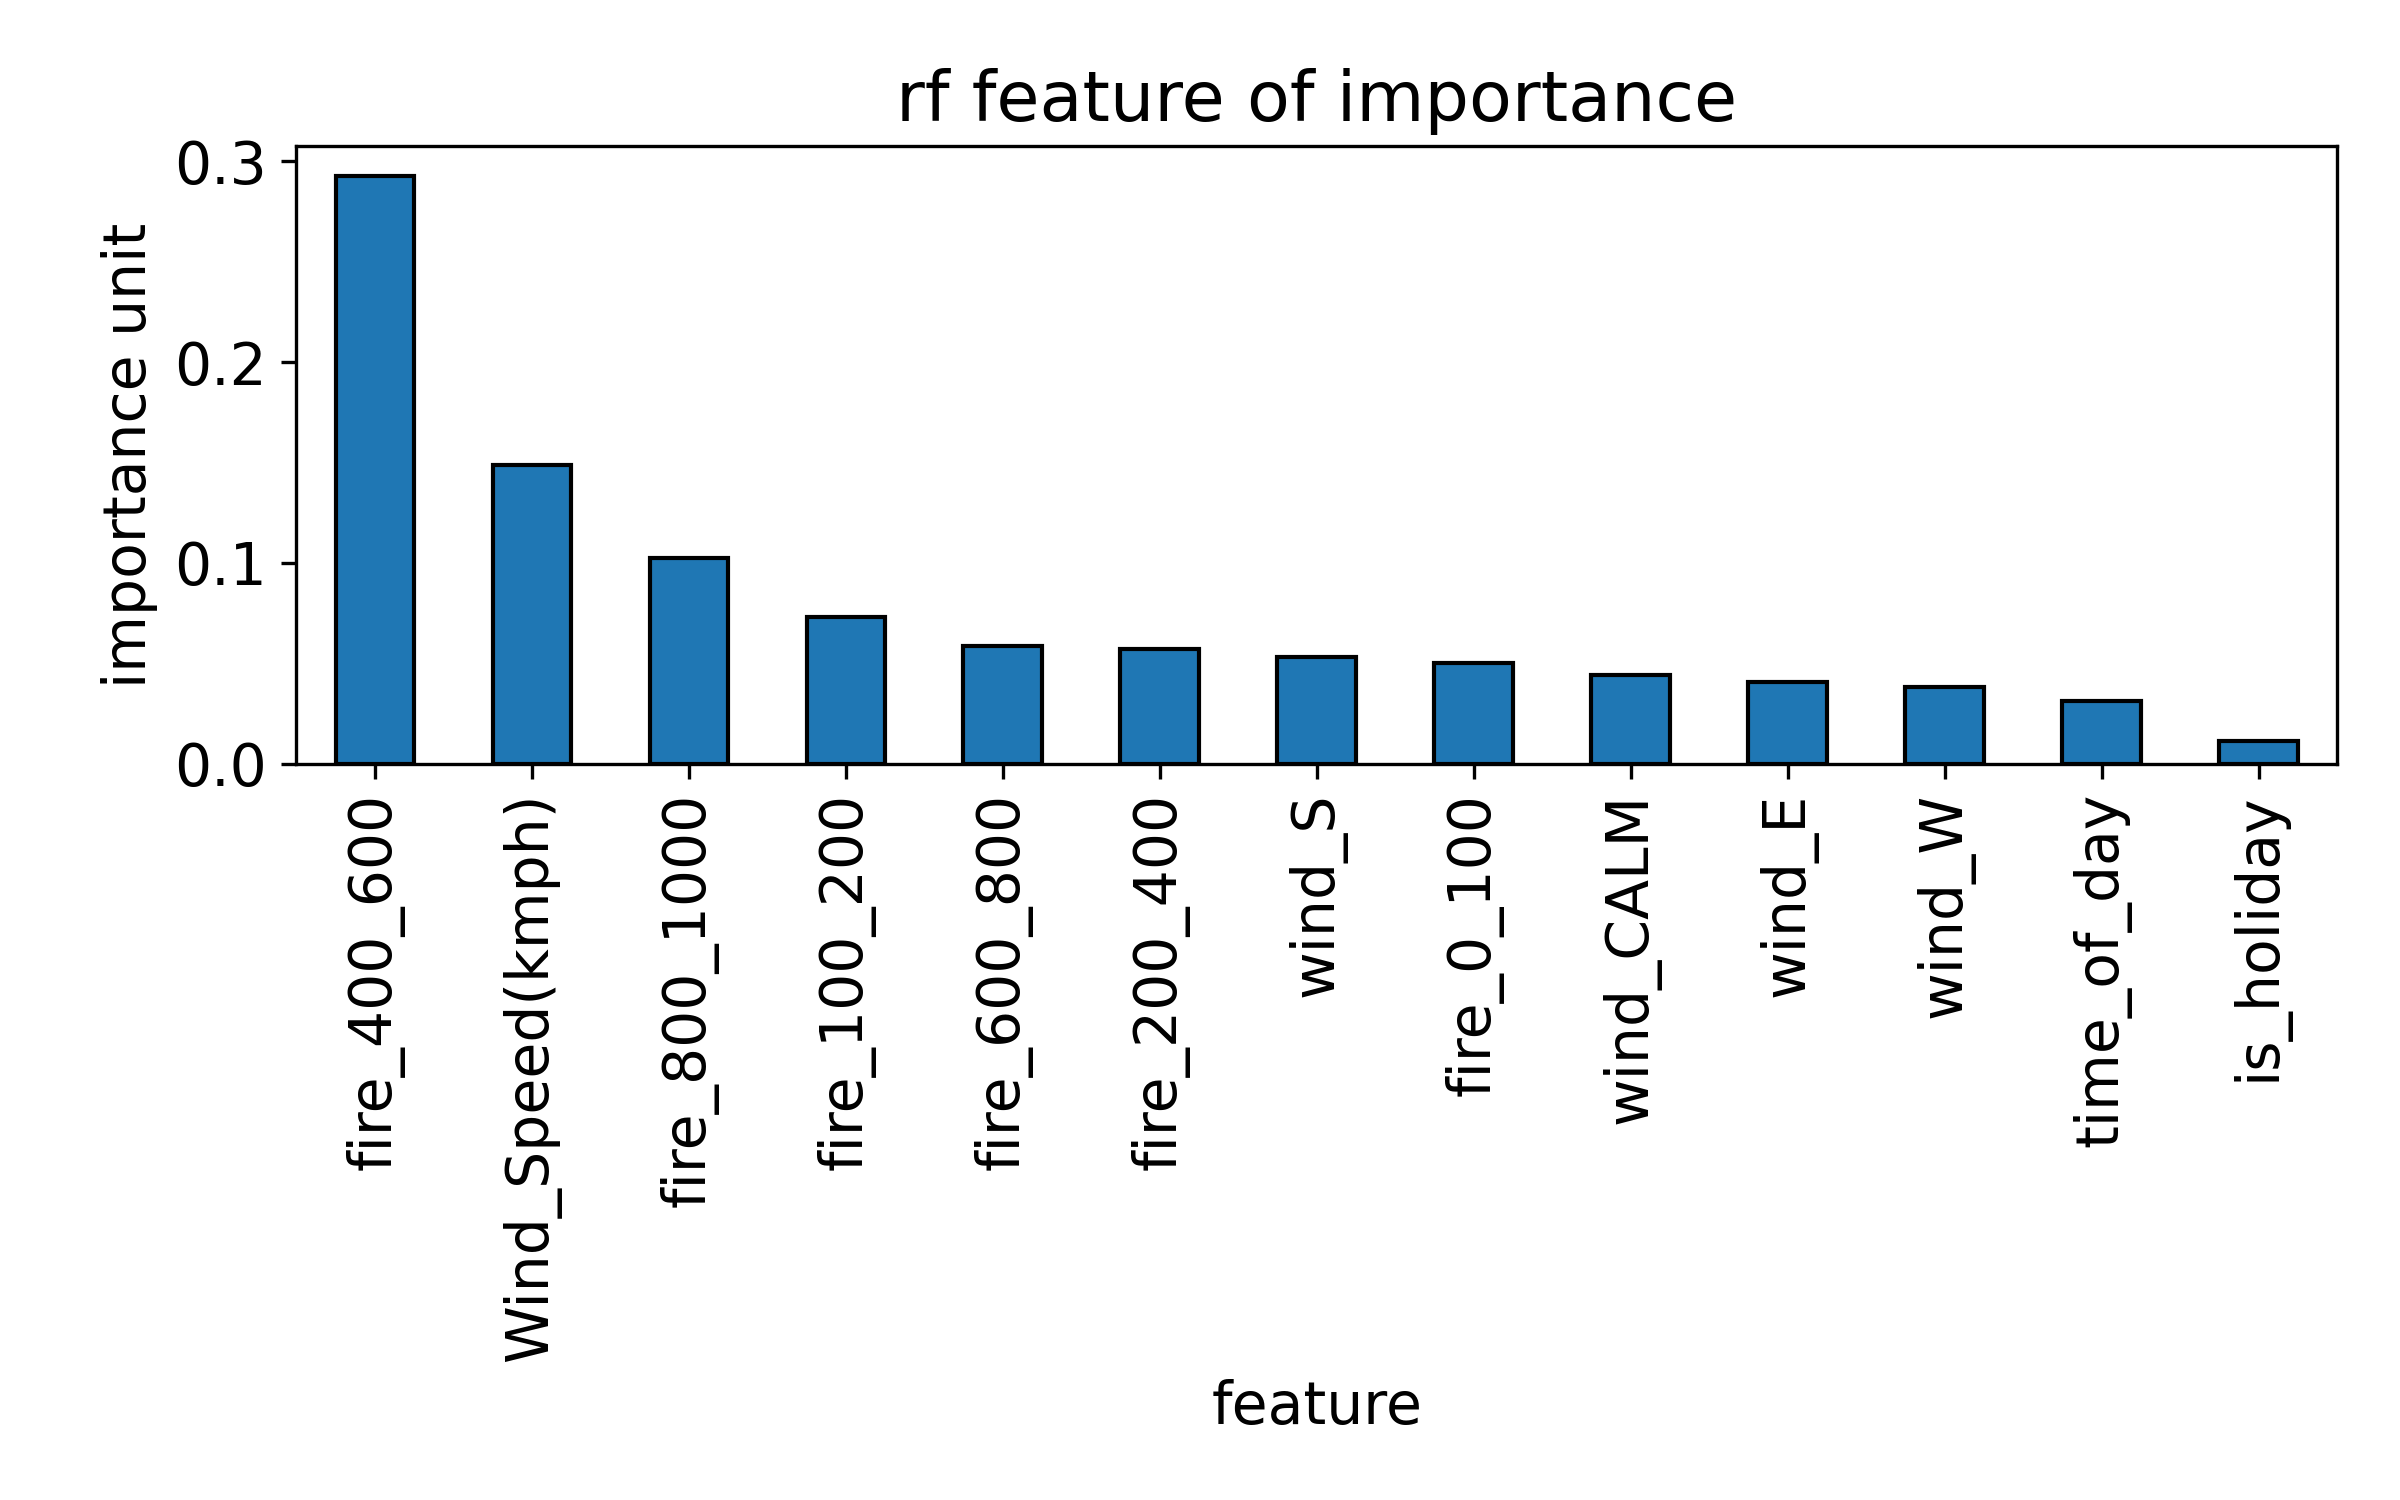 rf feature of importance
importance unit
0.3
0.2
0.1
0.0
fire_400_600
Wind_Speed(kmph)
fire_800_1000
fire_100_200
fire_600_800
fire_200_400
wind_S
fire_0_100
wind_CALM
wind_E
wind_W
time_of_day
is_holiday
feature